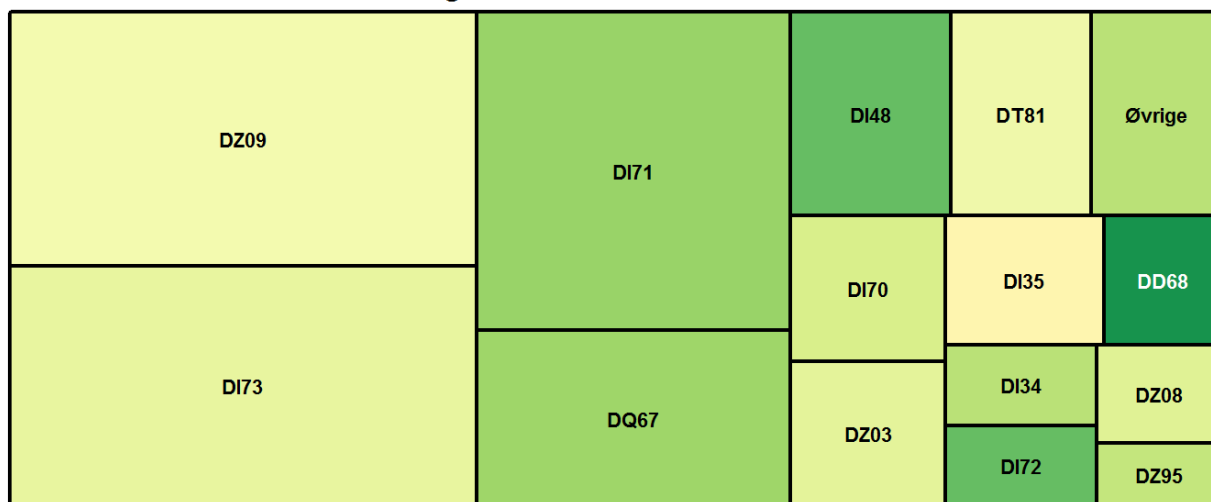 DZ09
DI73
DI71
DQ67
DI48
DT81
Øvrige
DI70
DI35
DD68
DZ03
DI34
DZ08
DI72
DZ95